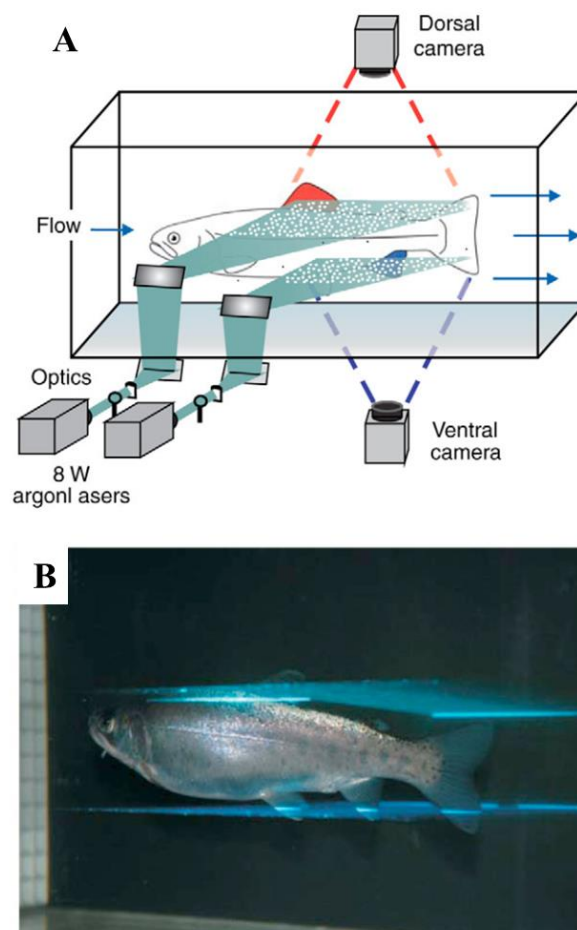 A
Dorsal
camera
Flow
Optics
8 W
argonl asers
Ventral
camera
B